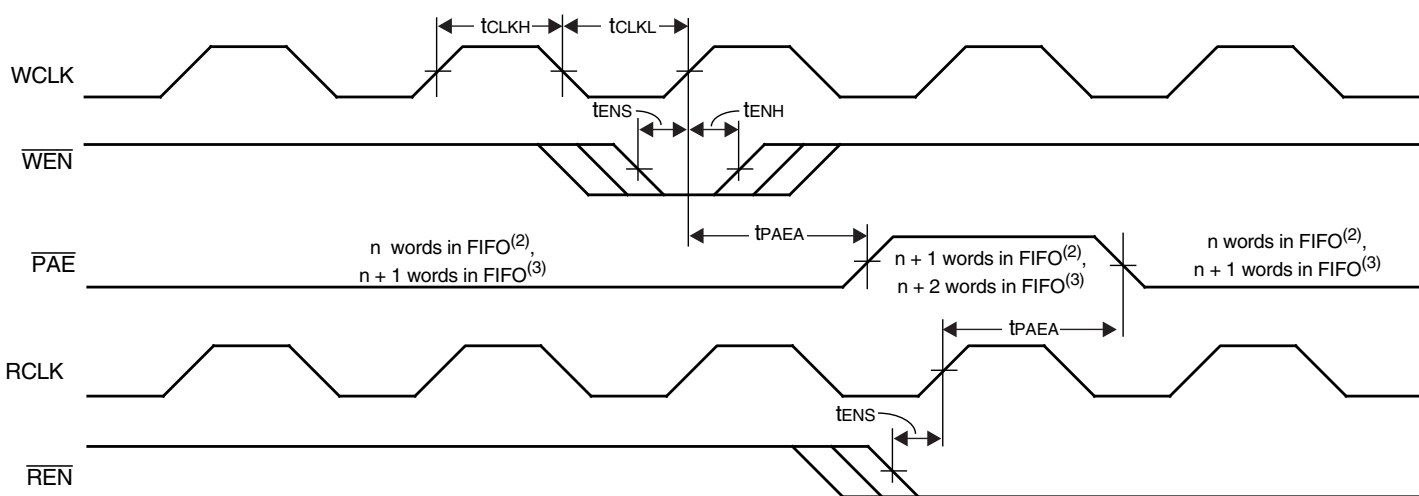 tCLKH
tCLKL
WCLK
tENS
tENH
WEN
tPAEA
PAE
n words in FIFO(2),
n + 1 words in FIFO(3)
n + 1 words in FIFO(2),
n + 2 words in FIFO(3)
n words in FIFO(2),
n + 1 words in FIFO(3)
tPAEA
RCLK
tENS
REN